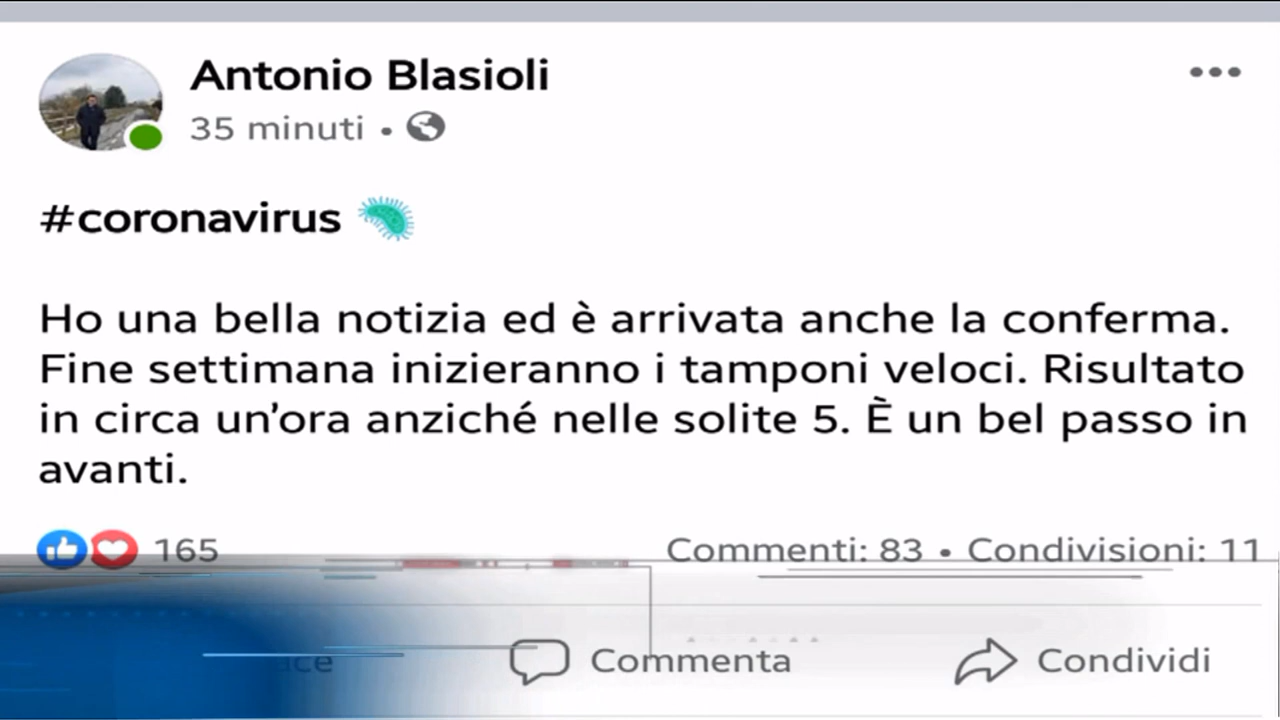 Antonio Blasioli
35 minuti •
#coronavirus
Ho una bella notizia ed è arrivata anche la conferma.
Fine settimana inizieranno i tamponi veloci. Risultato
in circa un'ora anziché nelle solite 5. È un bel passo in
avanti.
165
Commenti: 83 • Condivisioni: 11
Commenta
Condividi